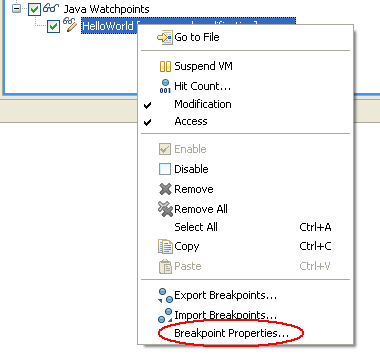 Java Watchpoints
HelloWorld
Go to File
Suspend VM
Hit Count...
Modification
Access
Enable
Disable
Remove
Remove All
Select All Ctrl+A
Copy Ctrl+C
Paste Ctrl+V
Export Breakpoints...
Import Breakpoints...
Breakpoint Properties...